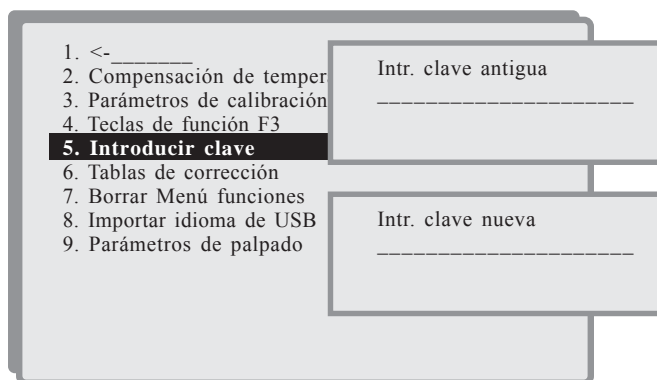 1. <-_______
2. Compensación de temper
3. Parámetros de calibración
4. Teclas de función F3
5. Introducir clave
6. Tablas de corrección
7. Borrar Menú funciones
8. Importar idioma de USB
9. Parámetros de palpado
Intr. clave antigua
_____________________
Intr. clave nueva
_____________________